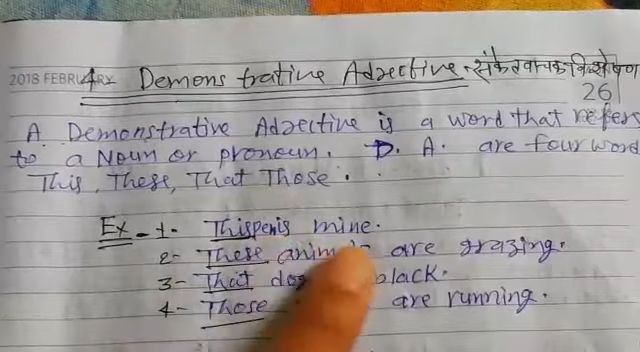 2018 FEBRUARY
4 Demonstrative Adjective - संकेतवाचक विशेषण
26
A Demonstrative Adjective is a word that refers
to a Noun or pronoun. D. A. are four word
This, These, That Those.
Ex - 1. This pen is mine.
2- These are grazing.
3- That black.
4- Those are running.